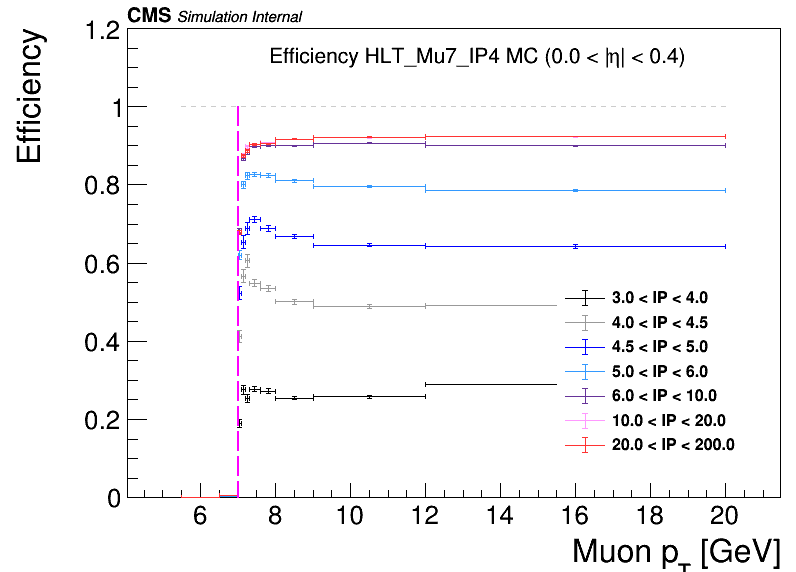 CMS Simulation Internal
Efficiency HLT_Mu7_IP4 MC (0.0 < |η| < 0.4)
Efficiency
1.2
1
0.8
0.6
0.4
0.2
0
3.0 < IP < 4.0
4.0 < IP < 4.5
4.5 < IP < 5.0
5.0 < IP < 6.0
6.0 < IP < 10.0
10.0 < IP < 20.0
20.0 < IP < 200.0
6 8 10 12 14 16 18 20
Muon p_T [GeV]